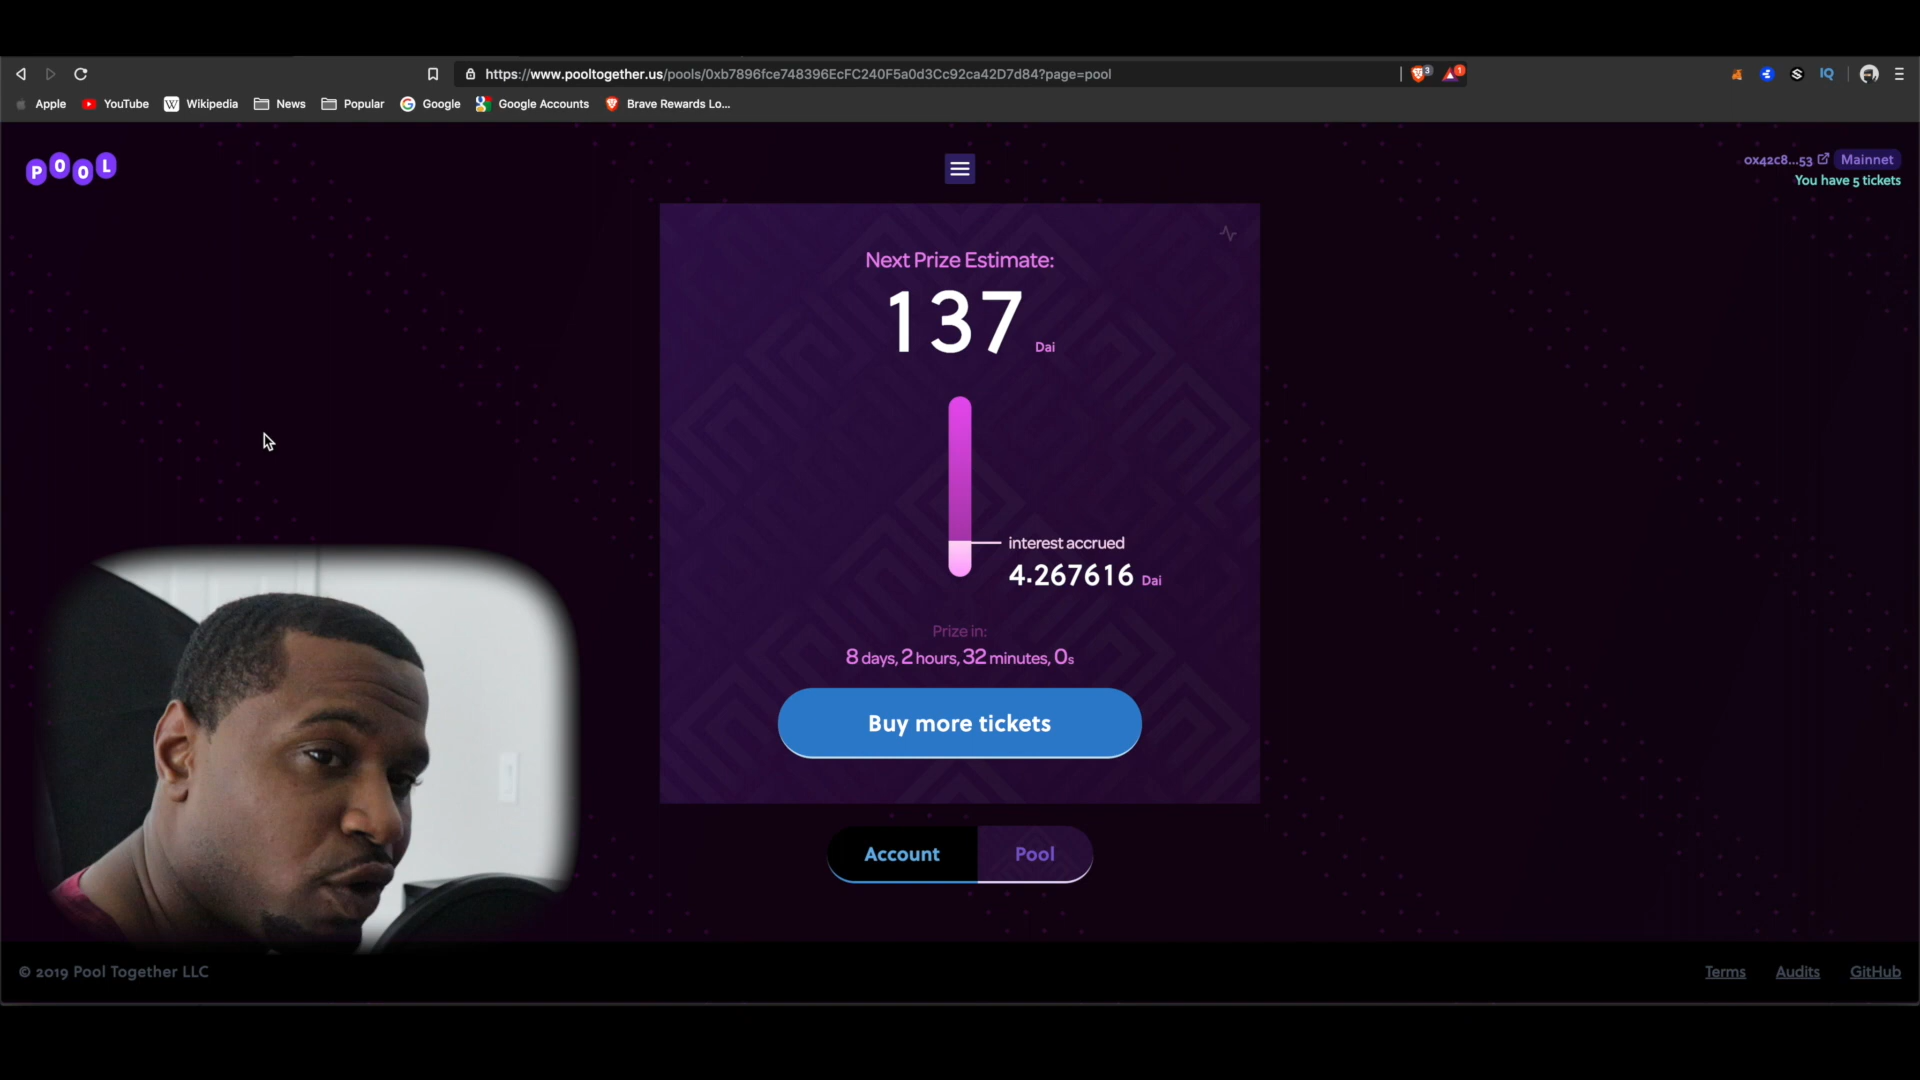 https://www.pooltogether.us/pools/0xb7896fce748396EcFC240F5a0d3Cc92ca42D7d84?page=pool
3
1
IQ
Apple
YouTube
W Wikipedia
News
Popular
Google
Google Accounts
Brave Rewards Lo...
POOL
0x42c8...53
Mainnet
You have 5 tickets
Next Prize Estimate:
137 Dai
interest accrued
4.267616 Dai
Prize in:
8 days, 2 hours, 32 minutes, 0s
Buy more tickets
Account
Pool
© 2019 Pool Together LLC
Terms
Audits
GitHub